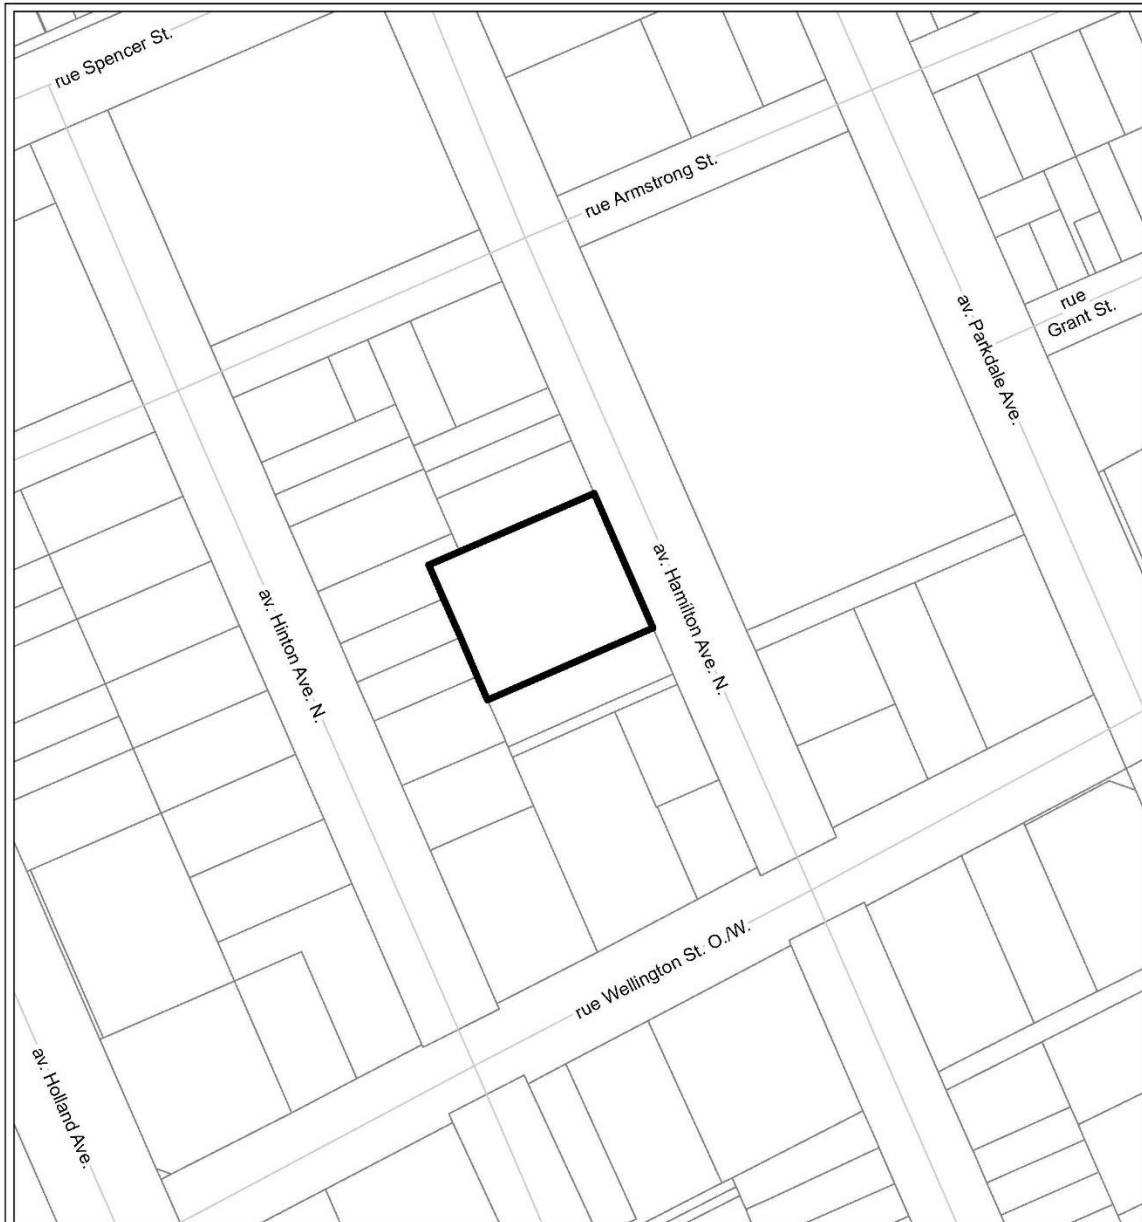 rue Spencer St.
rue Armstrong St.
av. Parkdale Ave.
rue
Grant St.
av. Hinton Ave. N.
av. Hamilton Ave. N.
rue Wellington St. O./W.
av. Holland Ave.